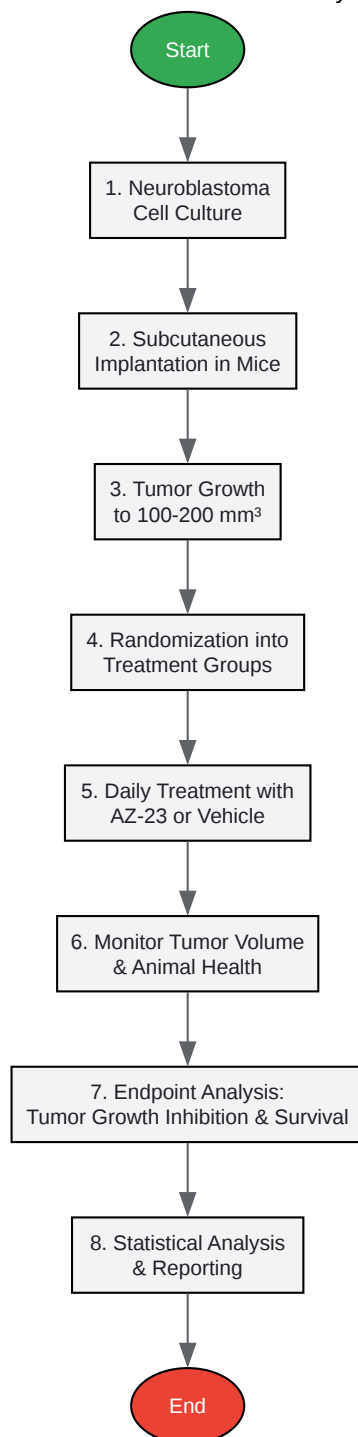 Start
1. Neuroblastoma
Cell Culture
2. Subcutaneous
Implantation in Mice
3. Tumor Growth
to 100-200 mm³
4. Randomization into
Treatment Groups
5. Daily Treatment with
AZ-23 or Vehicle
6. Monitor Tumor Volume
& Animal Health
7. Endpoint Analysis:
Tumor Growth Inhibition & Survival
8. Statistical Analysis
& Reporting
End